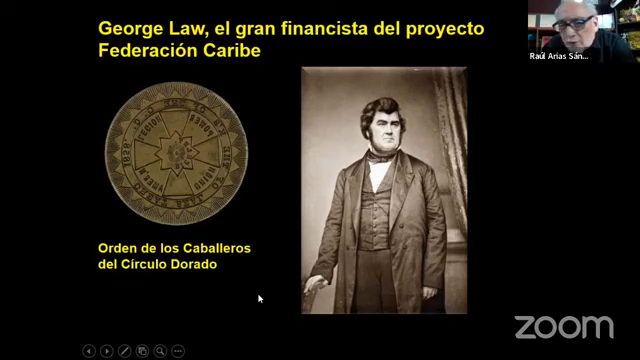 George Law, el gran financista del proyecto
Federación Caribe
Raúl Arias Sán...
Orden de los Caballeros
del Círculo Dorado
zoom